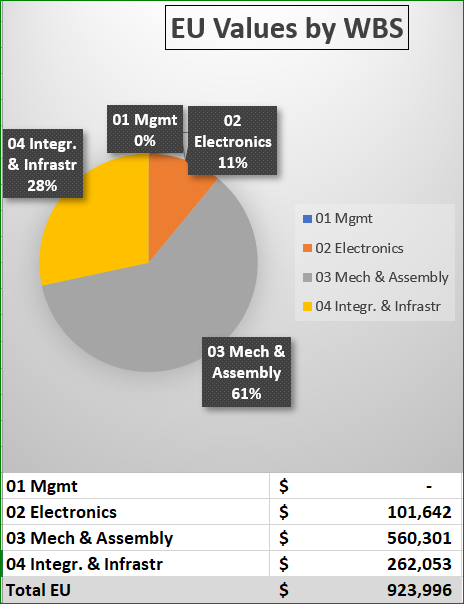 EU Values by WBS
01 Mgmt
0%
02
Electronics
11%
04 Integr.
& Infrastr
28%
01 Mgmt
02 Electronics
03 Mech & Assembly
04 Integr. & Infrastr
03 Mech &
Assembly
61%
01 Mgmt $ -
02 Electronics $ 101,642
03 Mech & Assembly $ 560,301
04 Integr. & Infrastr $ 262,053
Total EU $ 923,996